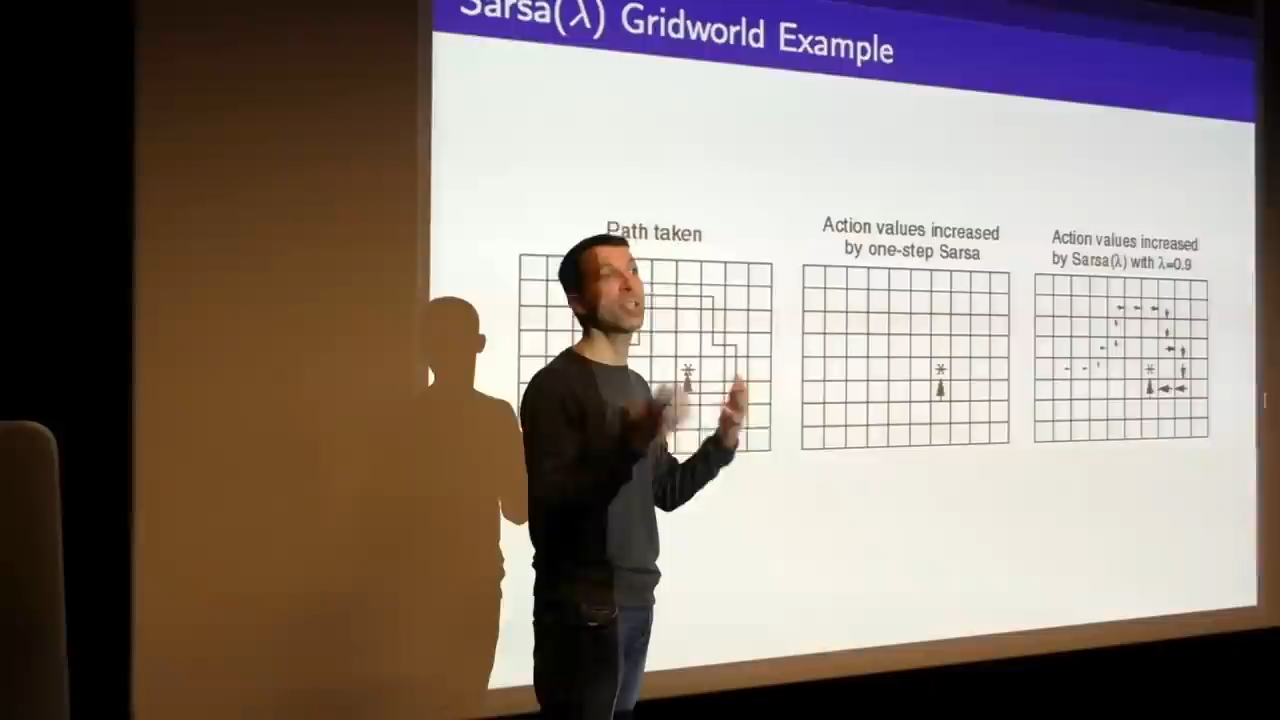 Sarsa(λ) Gridworld Example
Path taken
Action values increased
by one-step Sarsa
Action values increased
by Sarsa(λ) with λ=0.9